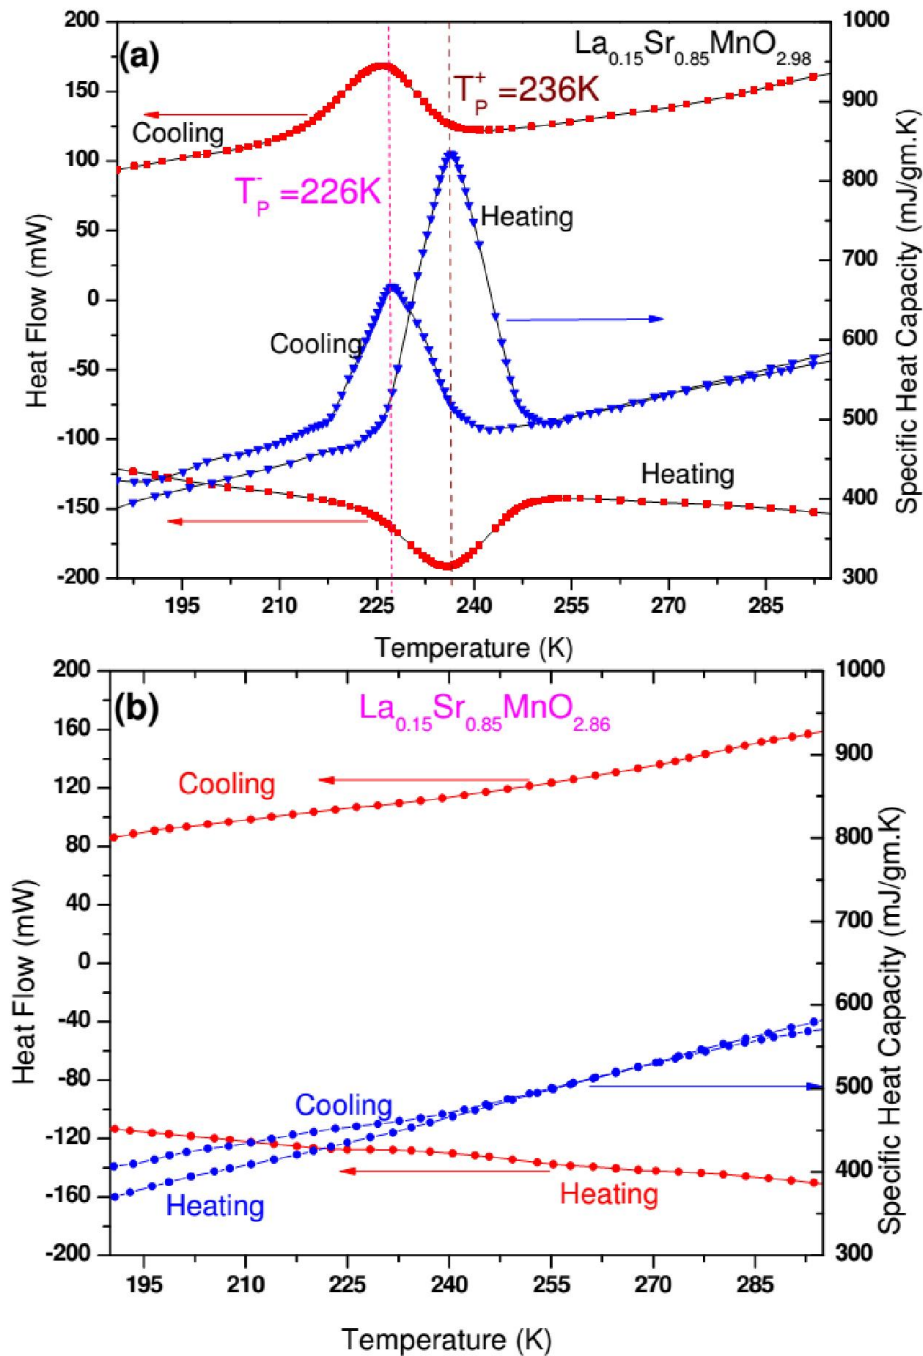 (a)
La0.15Sr0.85MnO2.98
T+P=236K
Cooling
T-P=226K
Heating
Cooling
Heating
200
150
100
50
0
-50
-100
-150
-200
Heat Flow (mW)
1000
900
800
700
600
500
400
300
Specific Heat Capacity (mJ/gm.K)
195 210 225 240 255 270 285
Temperature (K)
(b)
La0.15Sr0.85MnO2.86
Cooling
Cooling
Heating
Heating
200
160
120
80
40
0
-40
-80
-120
-160
-200
Heat Flow (mW)
1000
900
800
700
600
500
400
300
Specific Heat Capacity (mJ/gm.K)
195 210 225 240 255 270 285
Temperature (K)